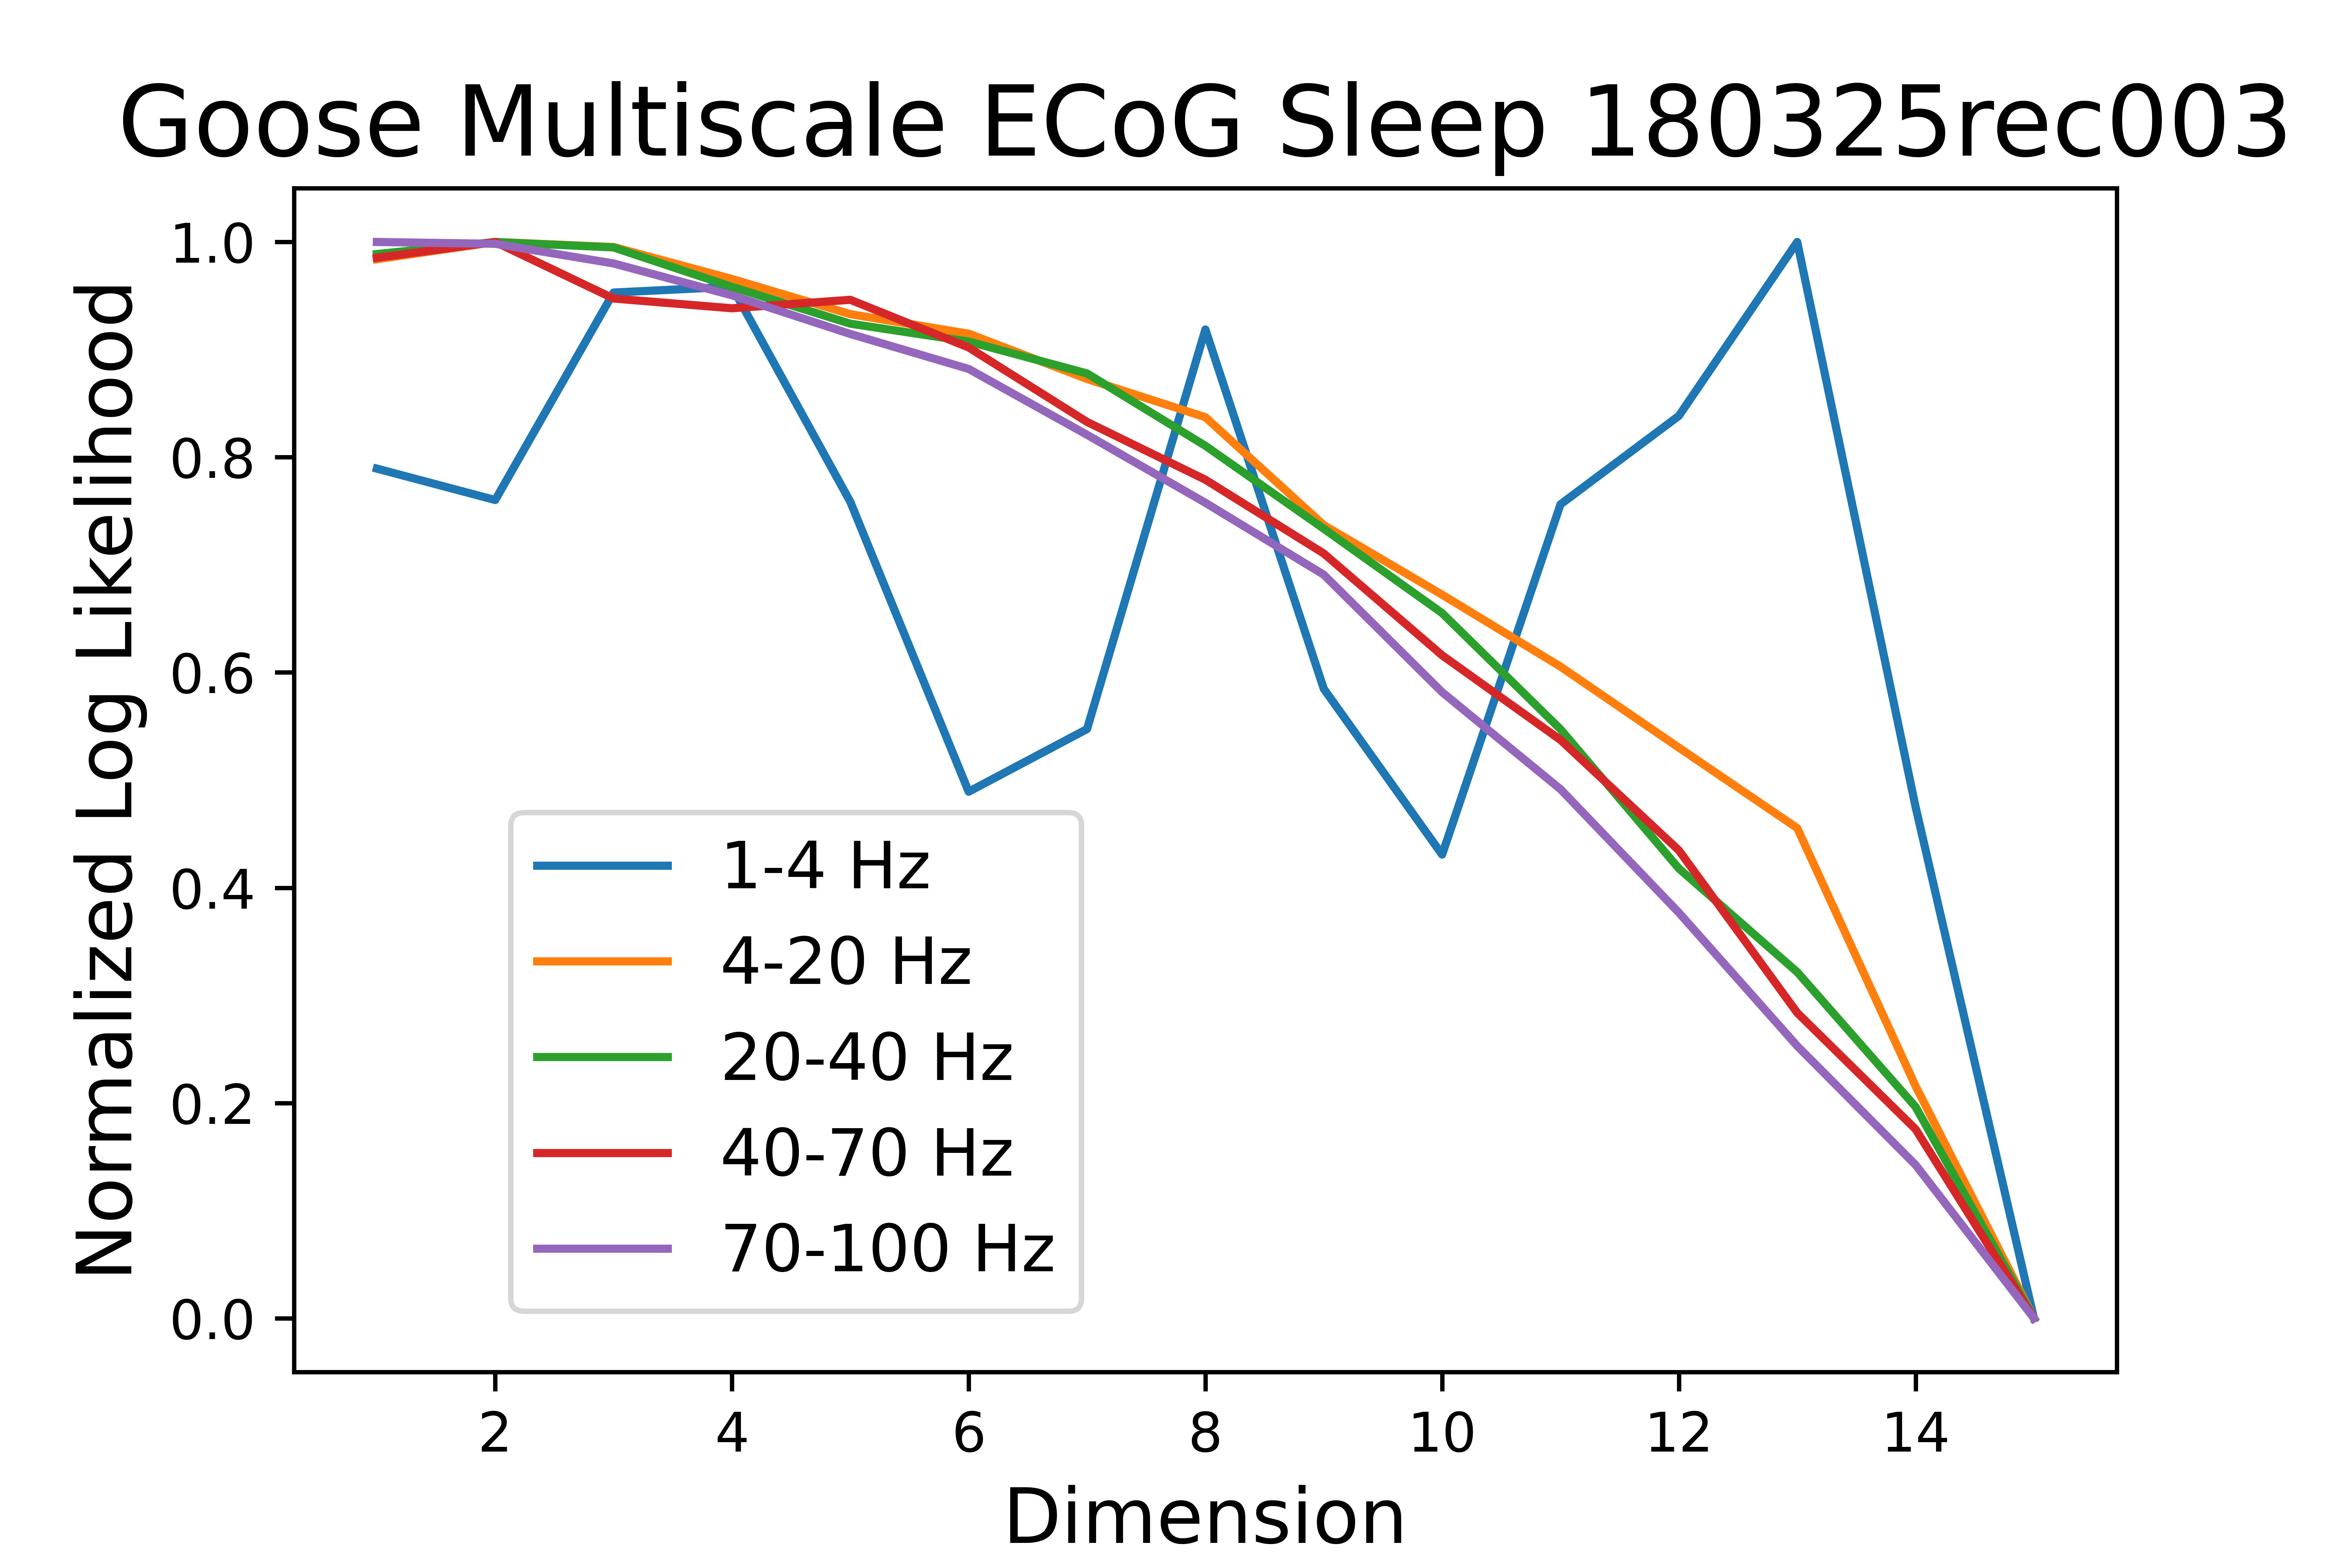 Goose Multiscale ECoG Sleep 180325rec003
Normalized Log Likelihood
1.0
0.8
0.6
0.4
0.2
0.0
1-4 Hz
4-20 Hz
20-40 Hz
40-70 Hz
70-100 Hz
2 4 6 8 10 12 14
Dimension